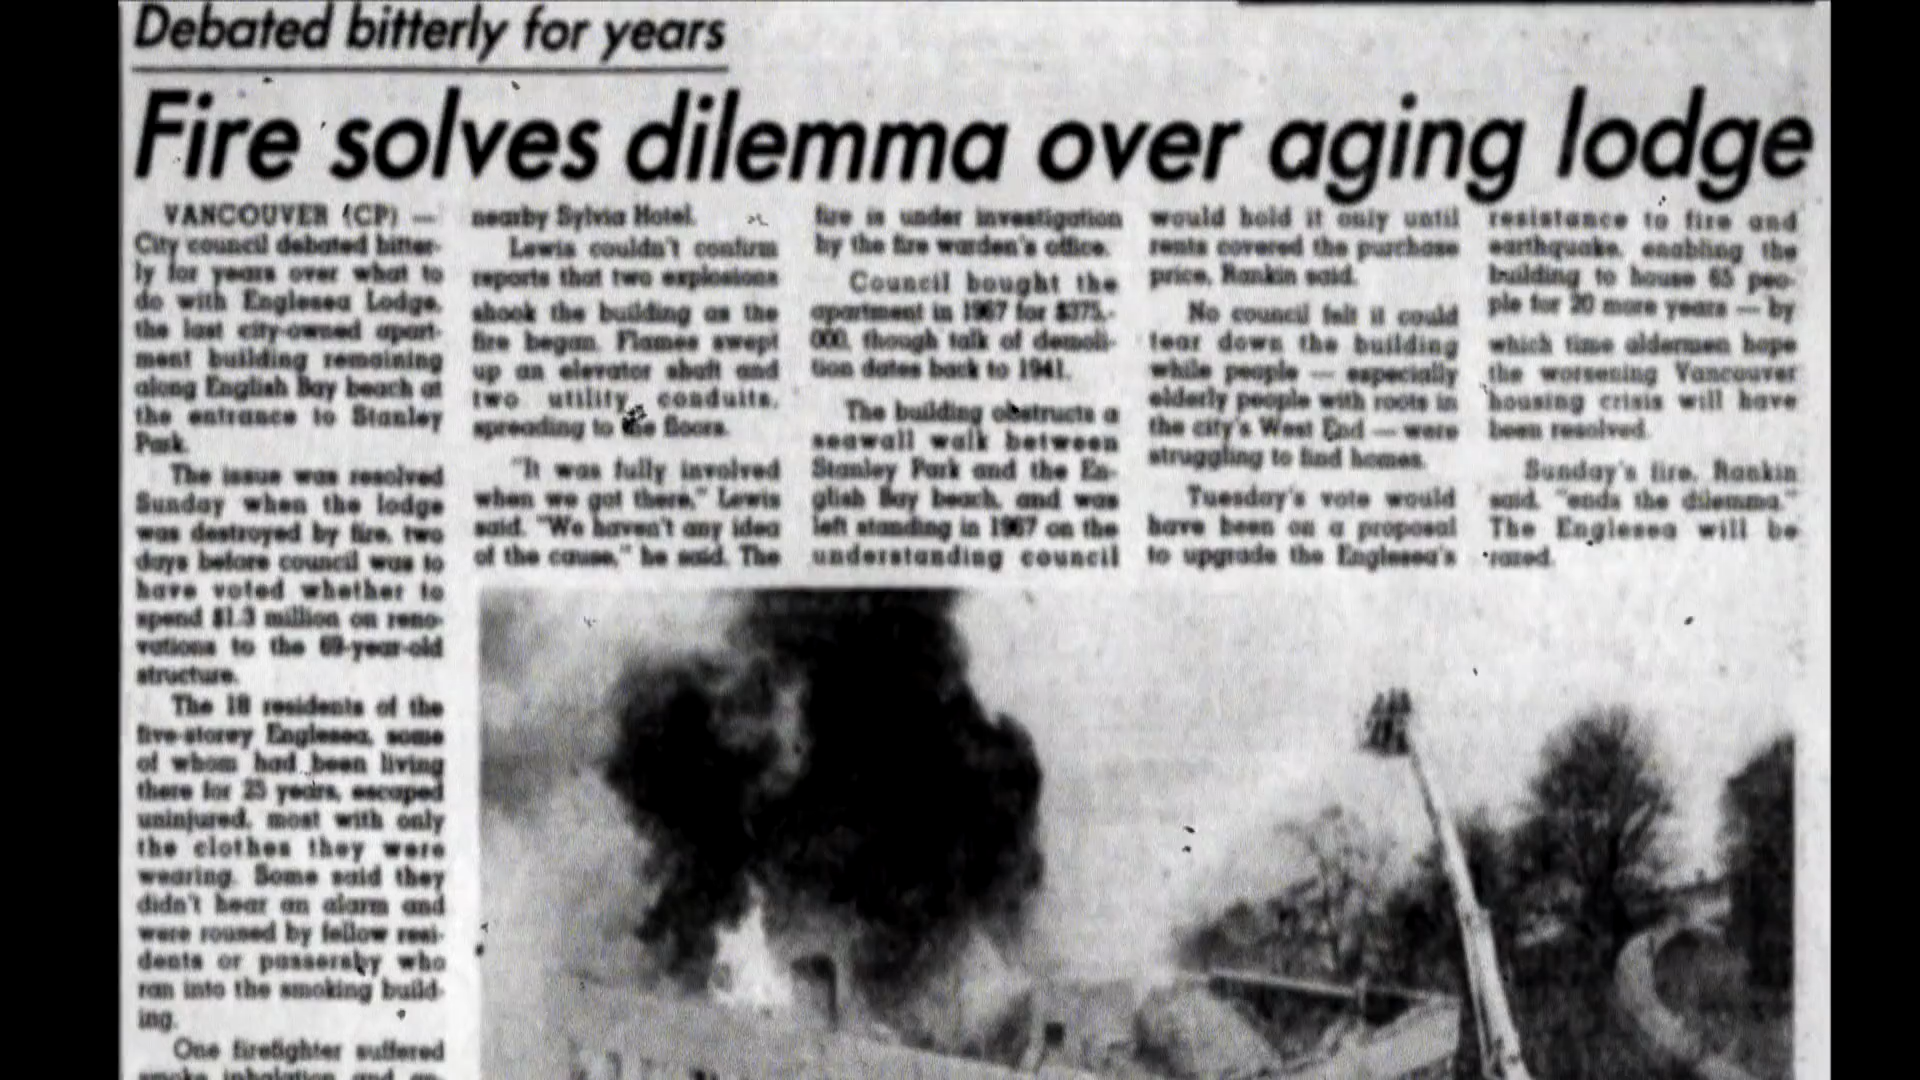 Debated bitterly for years
Fire solves dilemma over aging lodge
VANCOUVER (CP) —
City council debated bitter-
ly for years over what to
do with Englesea Lodge,
the last city-owned apart-
ment building remaining
along English Bay beach at
the entrance to Stanley
Park.
The issue was resolved
Sunday when the lodge
was destroyed by fire, two
days before council was to
have voted whether to
spend $1.3 million on reno-
vations to the 69-year-old
structure.
The 18 residents of the
five-storey Englesea, some
of whom had been living
there for 25 years, escaped
uninjured, most with only
the clothes they were
wearing. Some said they
didn't hear an alarm and
were roused by fellow resi-
dents or passersby who
ran into the smoking build-
ing.
One firefighter suffered
smoke inhalation and
nearby Sylvia Hotel.
Lewis couldn't confirm
reports that two explosions
shook the building as the
fire began. Flames swept
up an elevator shaft and
two utility conduits,
spreading to the floors.
"It was fully involved
when we got there," Lewis
said. "We haven't any idea
of the cause," he said. The
fire is under investigation
by the fire warden's office.
Council bought the
apartment in 1967 for $375,-
000, though talk of demoli-
tion dates back to 1941.
The building obstructs a
seawall walk between
Stanley Park and the En-
glish Bay beach, and was
left standing in 1967 on the
understanding council
would hold it only until
rents covered the purchase
price, Rankin said.
No council felt it could
tear down the building
while people — especially
elderly people with roots in
the city's West End — were
struggling to find homes.
Tuesday's vote would
have been on a proposal
to upgrade the Englesea's
resistance to fire and
earthquake, enabling the
building to house 65 peo-
ple for 20 more years — by
which time aldermen hope
the worsening Vancouver
housing crisis will have
been resolved.
Sunday's fire, Rankin
said, "ends the dilemma."
The Englesea will be
razed.